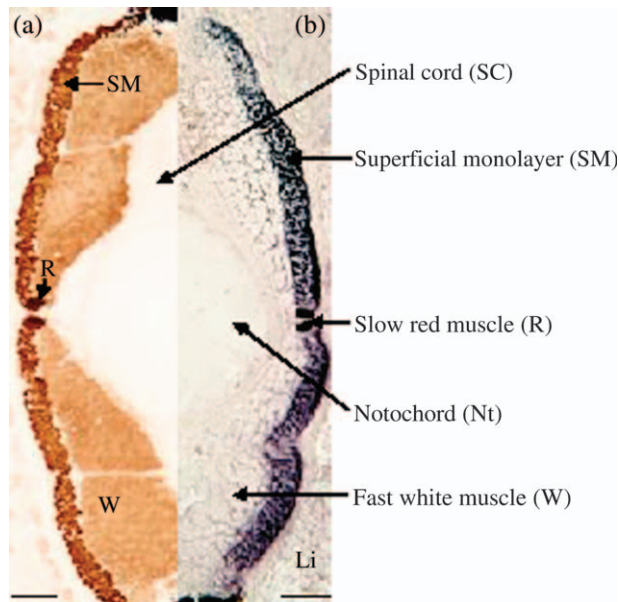 (a)
(b)
SM
Spinal cord (SC)
Superficial monolayer (SM)
R
Slow red muscle (R)
Notochord (Nt)
W
Fast white muscle (W)
Li